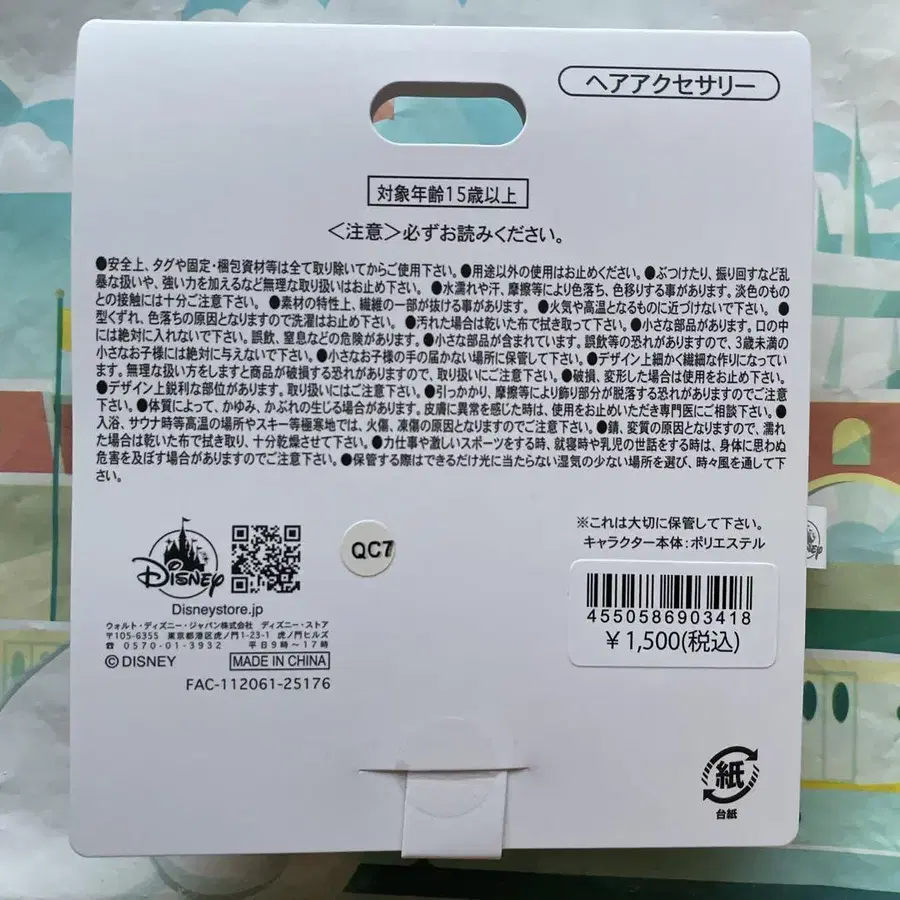 ヘアアクセサリー
対象年齢15歳以上
＜注意＞必ずお読みください。
●安全上、タグや固定・梱包資材等は全て取り除いてからご使用下さい。●用途以外の使用はお止めください。●ぶつけたり、振り回すなど乱
暴な扱いや、強い力を加えるなど無理な取り扱いはお止め下さい。●水濡れや汗、摩擦等により色落ち、色移りする事があります。淡色のもの
との接触には十分ご注意下さい。●素材の特性上、繊維の一部が抜ける事があります。●火気や高温となるものに近づけないで下さい。●
型くずれ、色落ちの原因となりますので洗濯はお止め下さい。●汚れた場合は乾いた布で拭き取って下さい。●小さな部品があります。口の中
には絶対に入れないで下さい。誤飲、窒息などの危険があります。●小さな部品が含まれています。誤飲等の恐れがありますので、3歳未満の
小さなお子様には絶対に与えないで下さい。●小さなお子様の手の届かない場所に保管して下さい。●デザイン上細かく繊細な作りになってい
ます。無理な扱い方をしますと商品が破損する恐れがありますので、取り扱いにご注意下さい。●破損、変形した場合は使用をお止め下さい。
●デザイン上鋭利な部位があります。取り扱いにはご注意下さい。●引っかかり、摩擦等により飾り部分が脱落する恐れがありますのでご注意
下さい。●体質によって、かゆみ、かぶれの生じる場合があります。皮膚に異常を感じた時は、使用をお止めいただき専門医にご相談下さい。●
入浴、サウナ時等高温の場所やスキー等極寒地では、火傷、凍傷の原因となりますのでご注意下さい。●錆、変質の原因となりますので、濡れ
た場合は乾いた布で拭き取り、十分乾燥させて下さい。●力仕事や激しいスポーツをする時、就寝時や乳児の世話をする時は、身体に思わぬ
危害を及ぼす場合がありますのでご注意下さい。●保管する際はできるだけ光に当たらない湿気の少ない場所を選び、時々風を通して下
さい。
※これは大切に保管して下さい。
キャラクター本体：ポリエステル
QC7
Disney
Disneystore.jp
ウォルト・ディズニー・ジャパン株式会社 ディズニー・ストア
〒105-6355 東京都港区虎ノ門1-23-1 虎ノ門ヒルズ
☎ 0570-01-3932 平日9時〜17時
©DISNEY MADE IN CHINA
FAC-112061-25176
4550586903418
￥1,500(税込)
紙
台紙